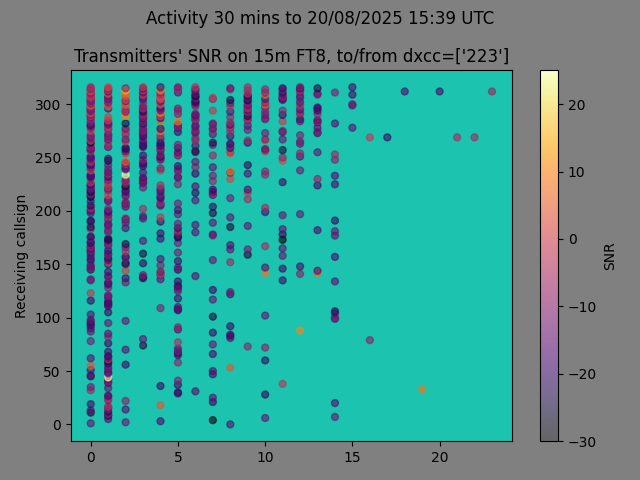 Activity 30 mins to 20/08/2025 15:39 UTC
Transmitters' SNR on 15m FT8, to/from dxcc=['223']
300
250
200
150
100
50
0
Receiving callsign
0 5 10 15 20
20
10
0
−10
−20
−30
SNR